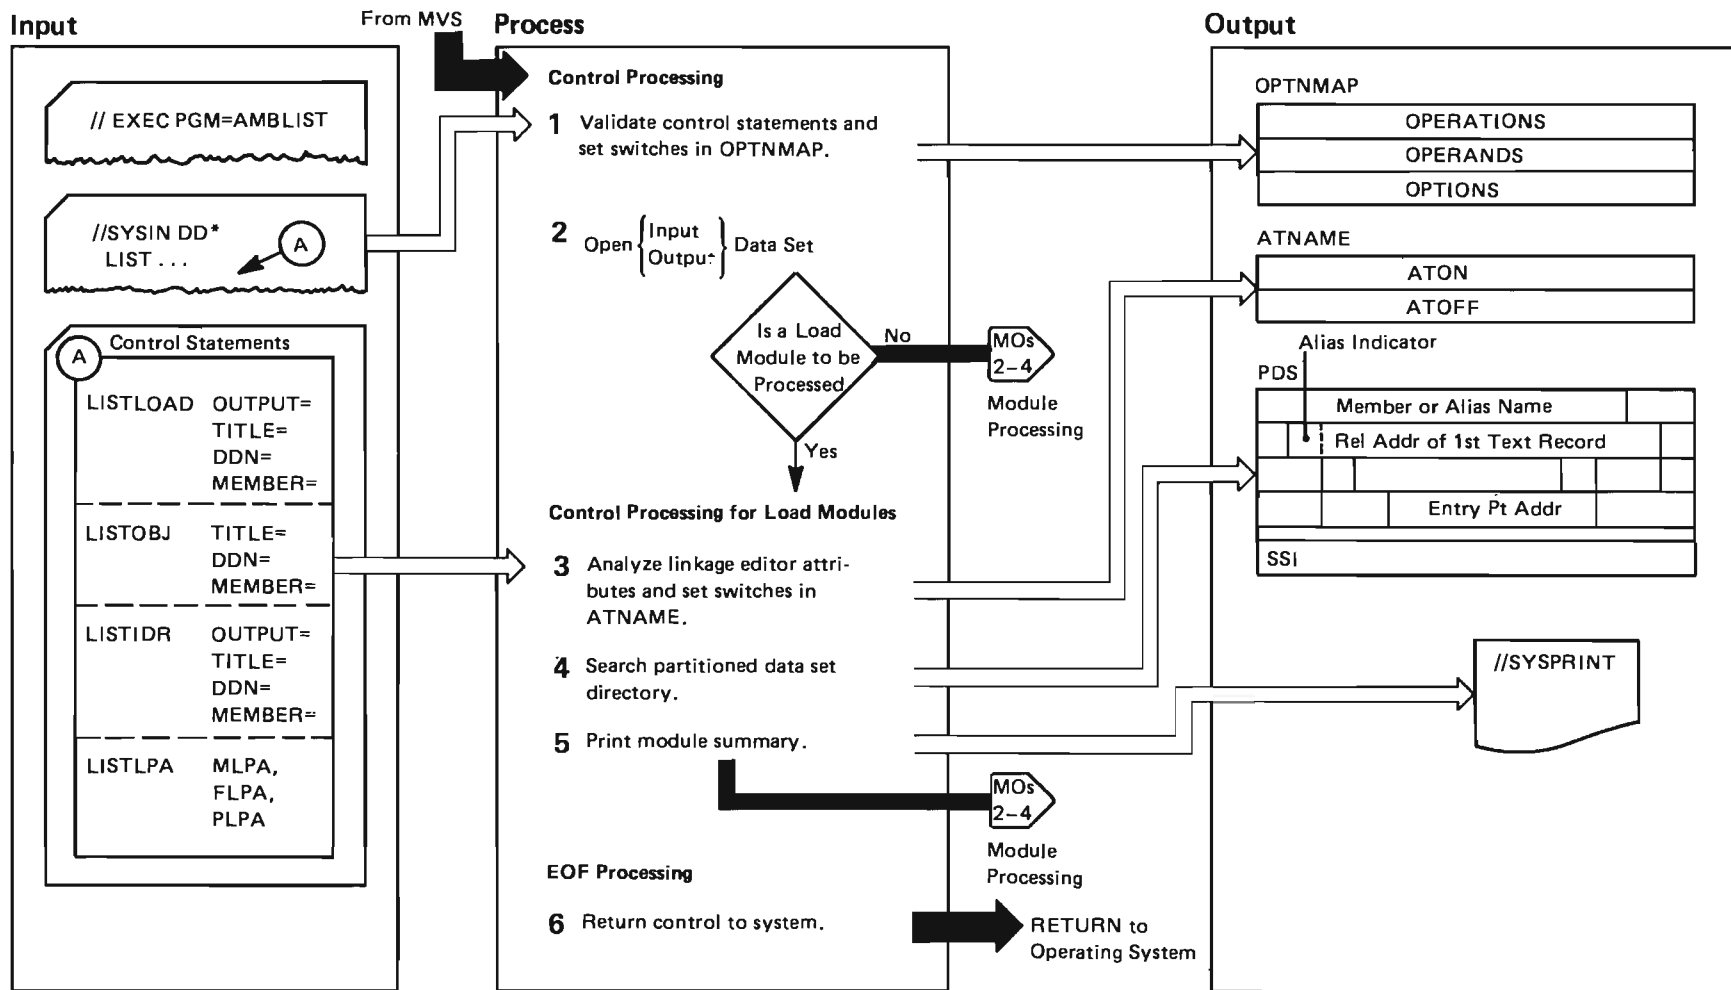 Input
// EXEC PGM=AMBLIST
//SYSIN DD*
LIST ...
A
A
Control Statements
LISTLOAD OUTPUT=
TITLE=
DDN=
MEMBER=
LISTOBJ TITLE=
DDN=
MEMBER=
LISTIDR OUTPUT=
TITLE=
DDN=
MEMBER=
LISTLPA MLPA,
FLPA,
PLPA
From MVS
Process
Control Processing
1 Validate control statements and
set switches in OPTNMAP.
2 Open { Input
Output } Data Set
Is a Load
Module to be
Processed
No
MOs
2-4
Module
Processing
Yes
Control Processing for Load Modules
3 Analyze linkage editor attri-
butes and set switches in
ATNAME.
4 Search partitioned data set
directory.
5 Print module summary.
MOs
2-4
Module
Processing
EOF Processing
6 Return control to system.
RETURN to
Operating System
Output
OPTNMAP
OPERATIONS
OPERANDS
OPTIONS
ATNAME
ATON
ATOFF
Alias Indicator
PDS
Member or Alias Name
Rel Addr of 1st Text Record
Entry Pt Addr
SSI
//SYSPRINT